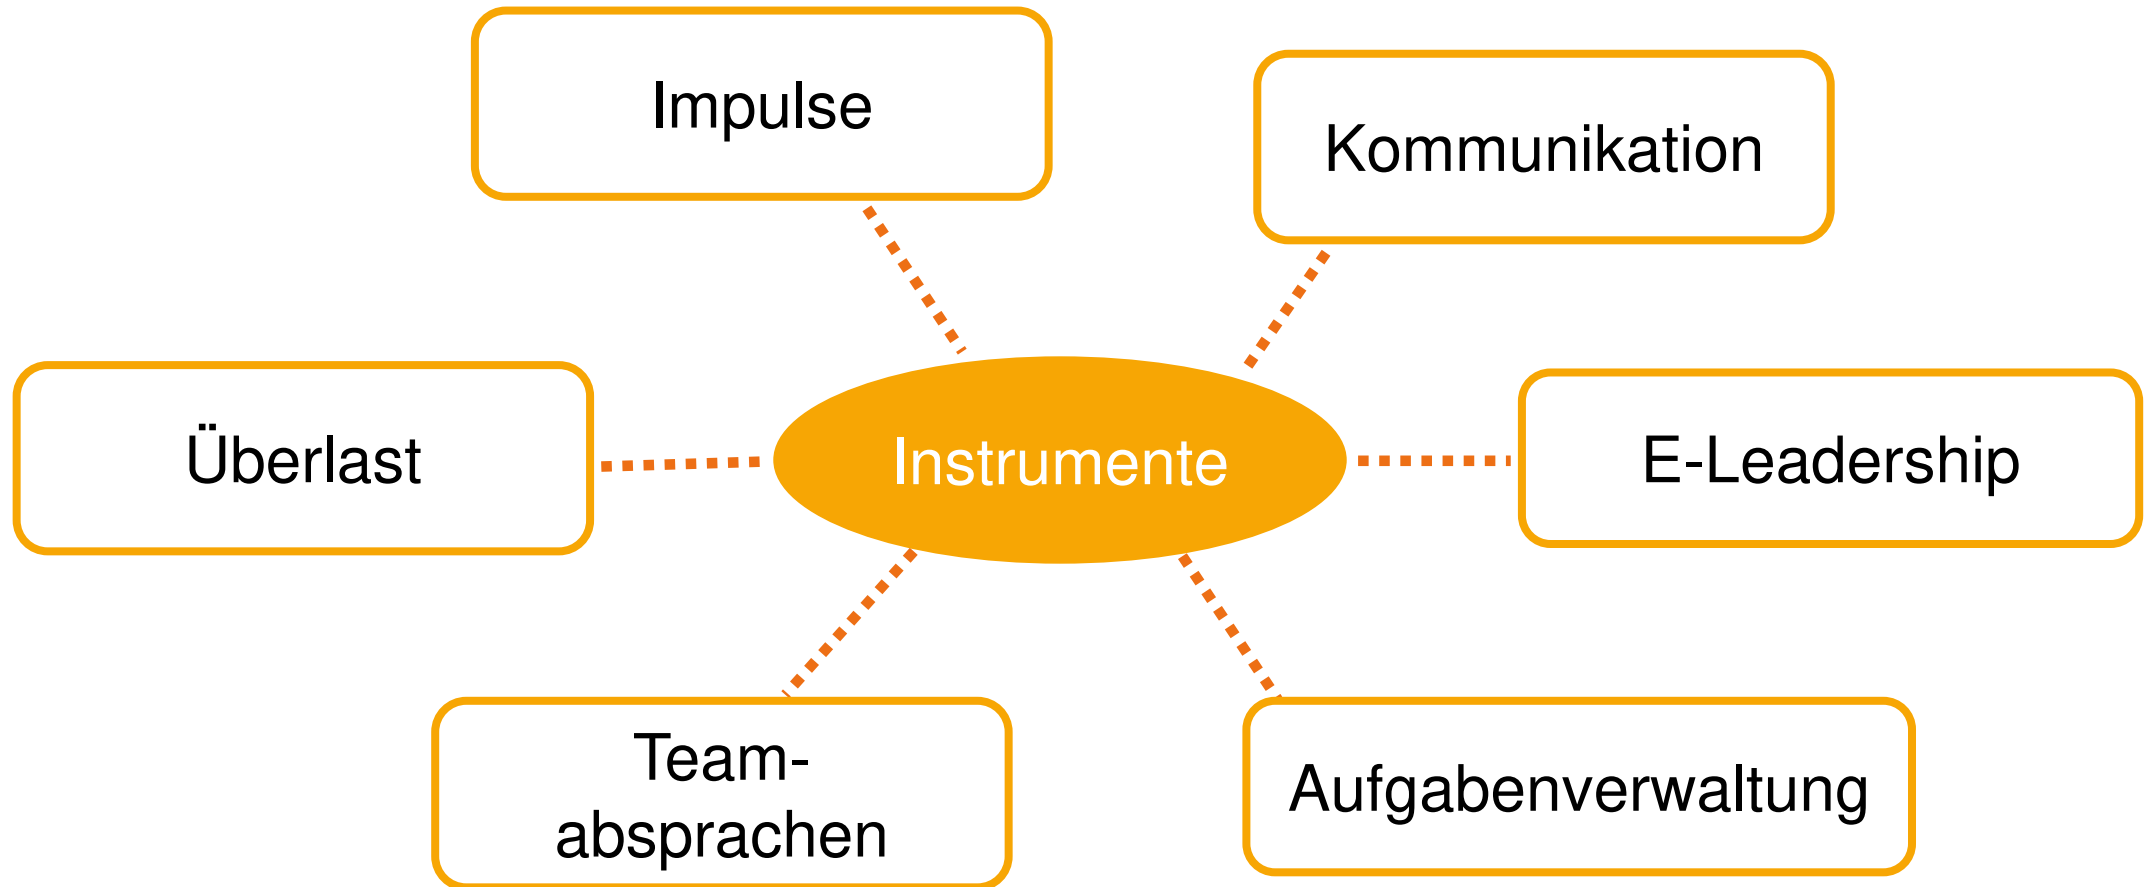 Impulse
Kommunikation
Überlast
Instrumente
E-Leadership
Team-
absprachen
Aufgabenverwaltung